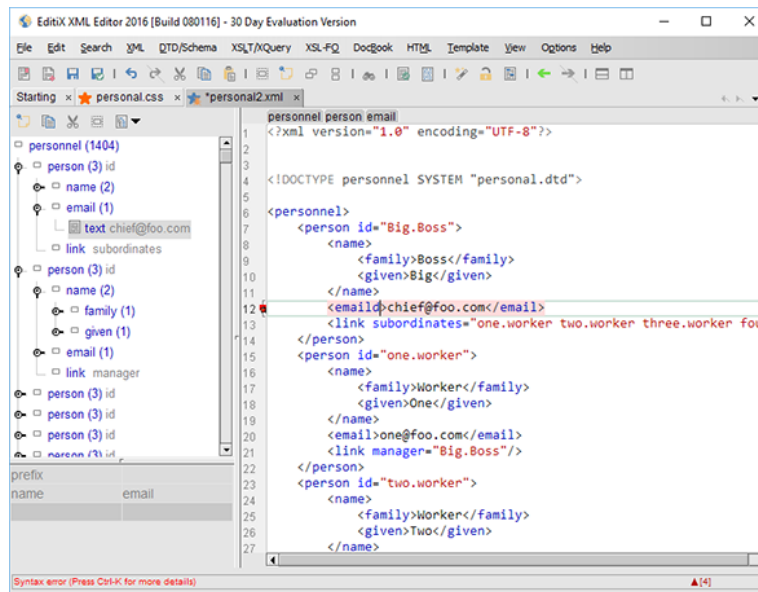 EditiX XML Editor 2016 [Build 080116] - 30 Day Evaluation Version
File Edit Search XML DTD/Schema XSLT/XQuery XSL-FO DocBook HTML Template View Options Help
Starting personal.css *personal2.xml
personnel (1404)
person (3) id
name (2)
email (1)
text chief@foo.com
link subordinates
person (3) id
name (2)
family (1)
given (1)
email (1)
link manager
person (3) id
person (3) id
person (3) id
person (3) id
prefix
name email
personnel person email
1 <?xml version="1.0" encoding="UTF-8"?>
2
3
4 <!DOCTYPE personnel SYSTEM "personal.dtd">
5
6 <personnel>
7 <person id="Big.Boss">
8 <name>
9 <family>Boss</family>
10 <given>Big</given>
11 </name>
12 <emaild>chief@foo.com</email>
13 <link subordinates="one.worker two.worker three.worker fou
14 </person>
15 <person id="one.worker">
16 <name>
17 <family>Worker</family>
18 <given>One</given>
19 </name>
20 <email>one@foo.com</email>
21 <link manager="Big.Boss"/>
22 </person>
23 <person id="two.worker">
24 <name>
25 <family>Worker</family>
26 <given>Two</given>
27 </name>
Syntax error (Press Ctrl-K for more details)
[4]